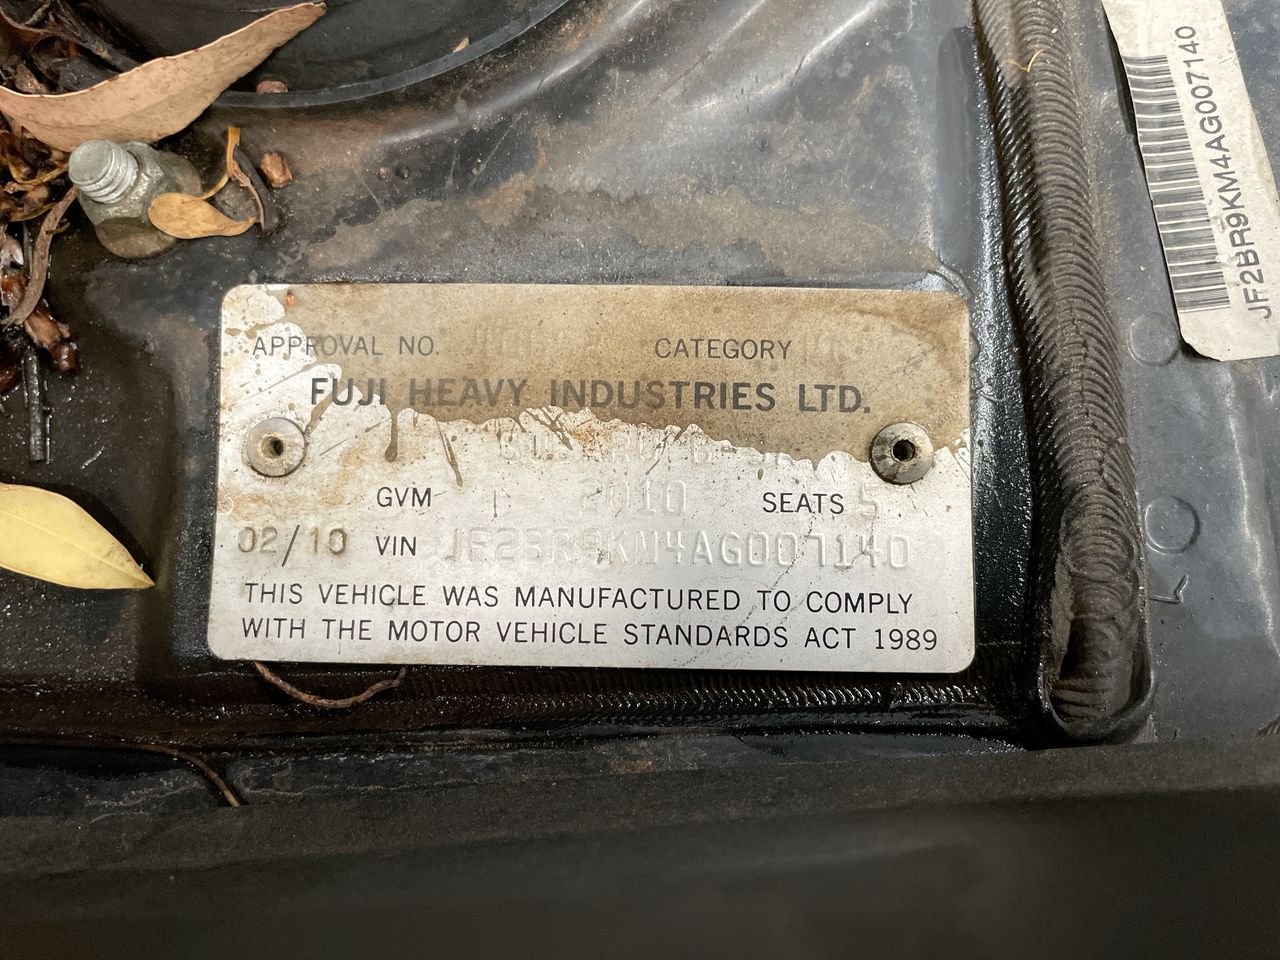 APPROVAL NO. CATEGORY
FUJI HEAVY INDUSTRIES LTD.
GVM 2010 SEATS 5
02/10 VIN JF2BR9KM4AG007140
THIS VEHICLE WAS MANUFACTURED TO COMPLY
WITH THE MOTOR VEHICLE STANDARDS ACT 1989
JF2BR9KM4AG007140